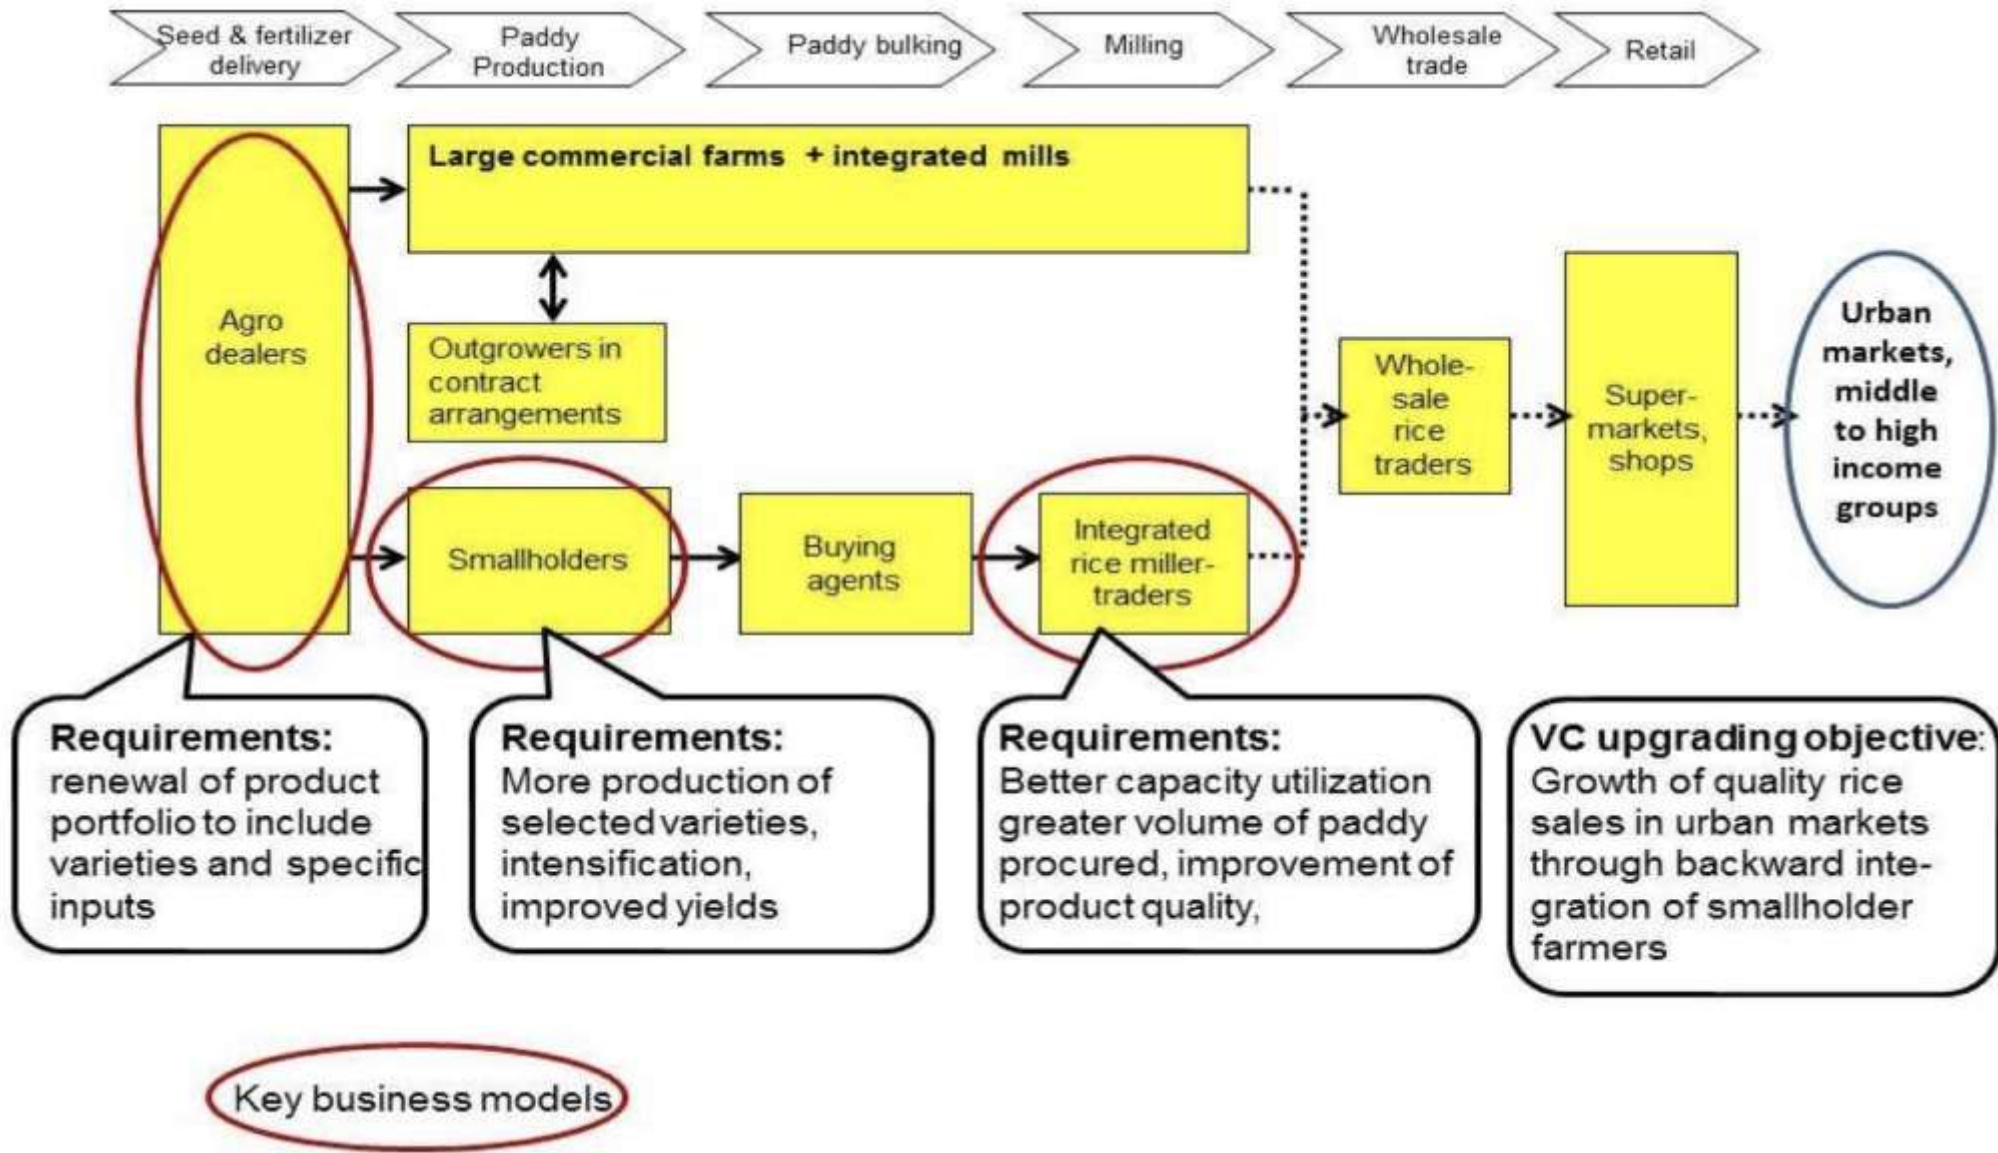 Seed & fertilizer
delivery
Paddy
Production
Paddy bulking
Milling
Wholesale
trade
Retail
Large commercial farms + integrated mills
Agro
dealers
Outgrowers in
contract
arrangements
Smallholders
Buying
agents
Integrated
rice miller-
traders
Whole-
sale
rice
traders
Super-
markets,
shops
Urban
markets,
middle
to high
income
groups
Requirements:
renewal of product
portfolio to include
varieties and specific
inputs
Requirements:
More production of
selected varieties,
intensification,
improved yields
Requirements:
Better capacity utilization
greater volume of paddy
procured, improvement of
product quality,
VC upgrading objective:
Growth of quality rice
sales in urban markets
through backward inte-
gration of smallholder
farmers
Key business models